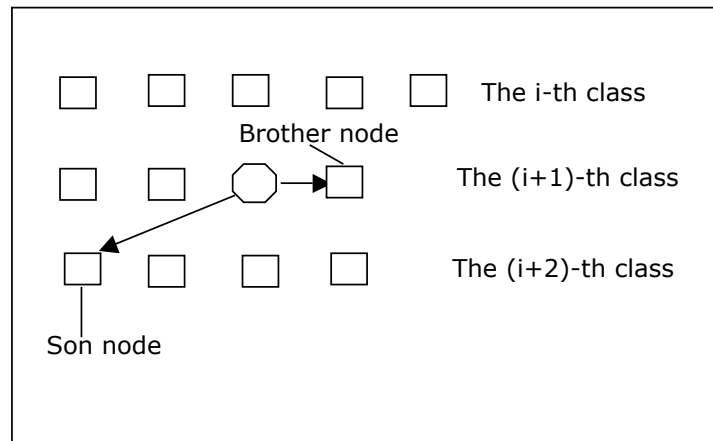 The i-th class
Brother node
The (i+1)-th class
The (i+2)-th class
Son node